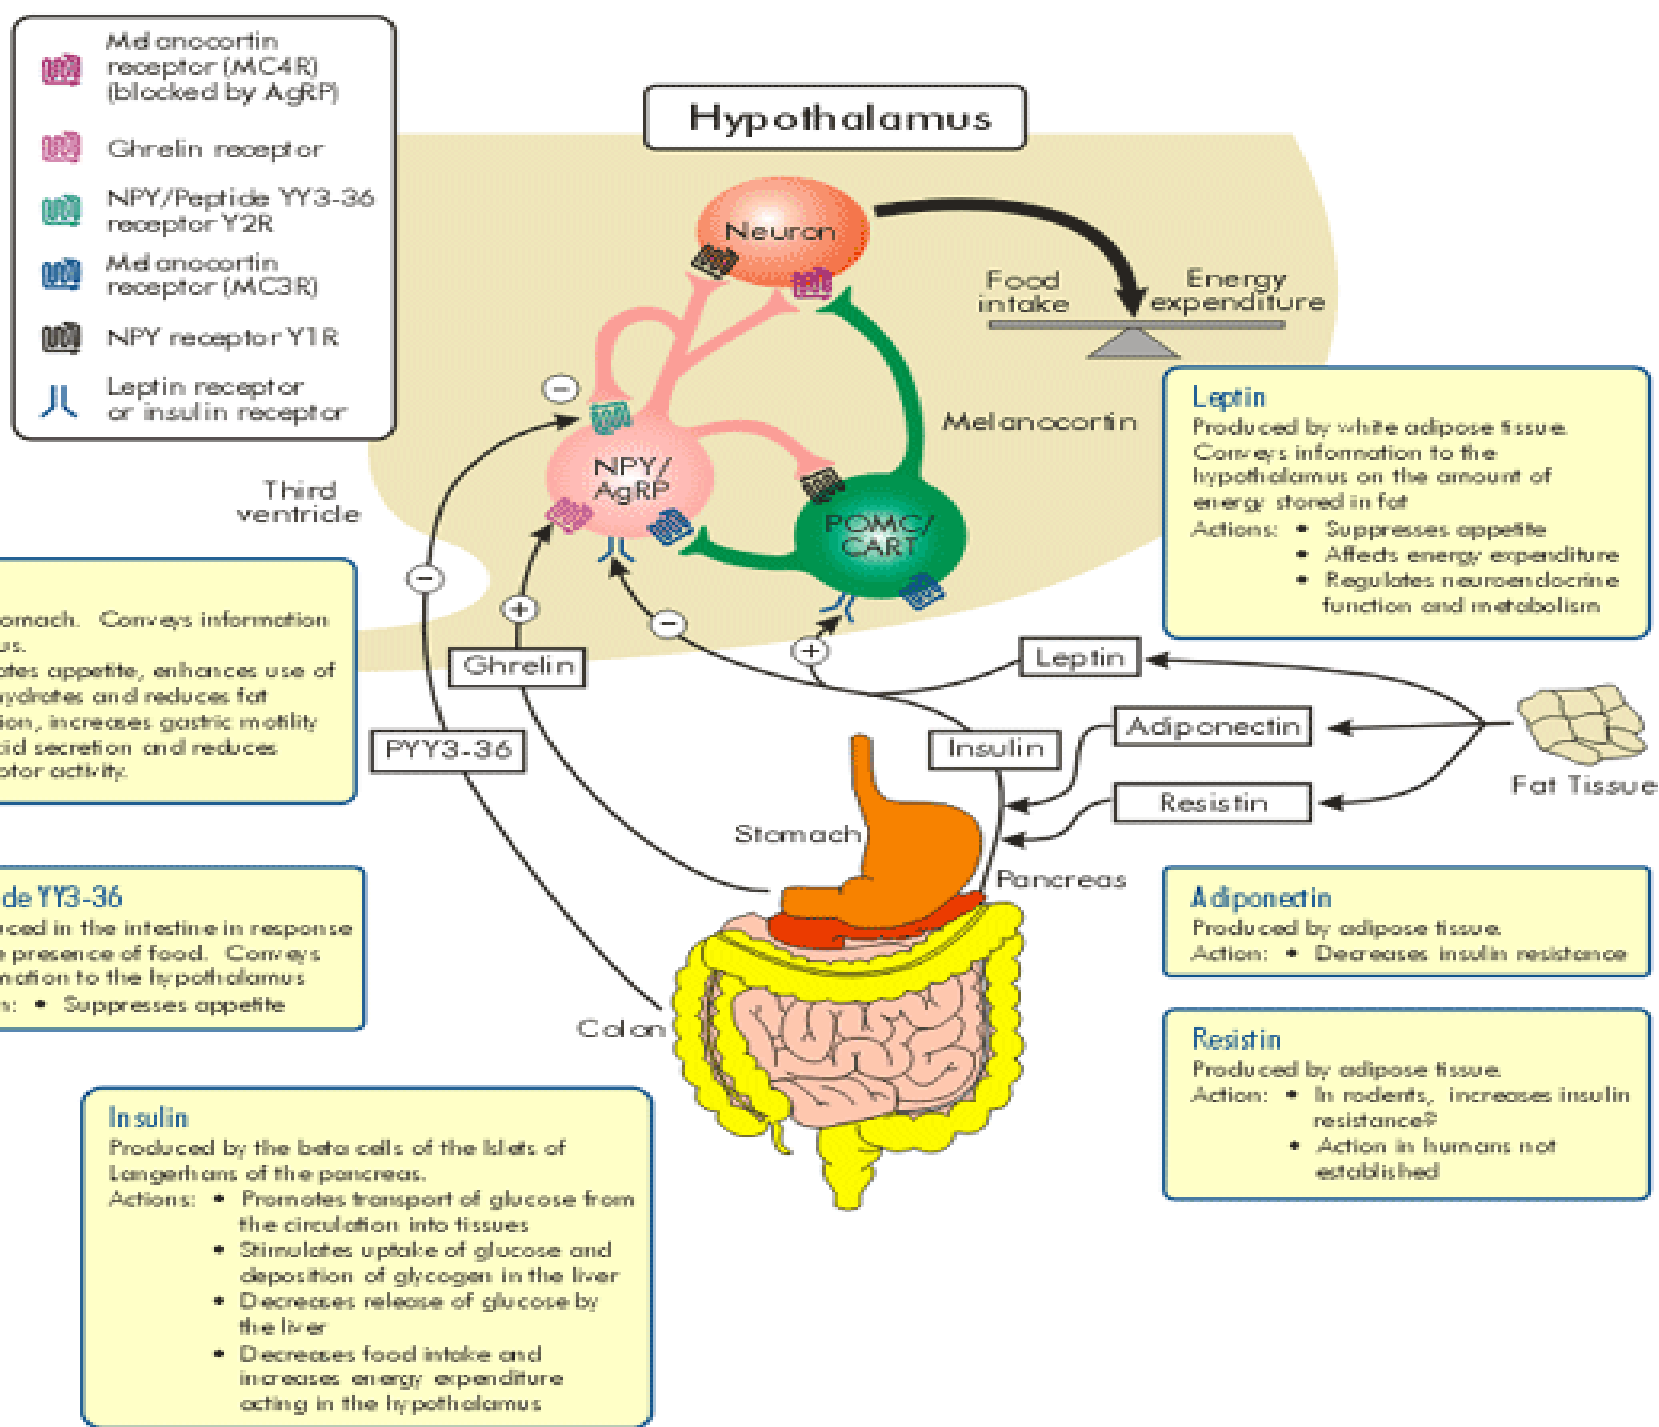 Melanocortin
receptor (MC4R)
(blocked by AgRP)
Ghrelin receptor
NPY/Peptide YY3-36
receptor Y2R
Melanocortin
receptor (MC3R)
NPY receptor Y1R
Leptin receptor
or insulin receptor
Hypothalamus
Neuron
Food
intake
Energy
expenditure
Melanocortin
NPY/
AgRP
POMC/
CART
Third
ventricle
−
−
+
−
+
Ghrelin
PYY3-36
Leptin
Insulin
Adiponectin
Resistin
Fat Tissue
Stomach
Pancreas
Colon
Leptin
Produced by white adipose tissue.
Conveys information to the
hypothalamus on the amount of
energy stored in fat
Actions: • Suppresses appetite
• Affects energy expenditure
• Regulates neuroendocrine
function and metabolism
omach. Conveys information
us.
otes appetite, enhances use of
ydrates and reduces fat
ion, increases gastric motility
cid secretion and reduces
otor activity.
de YY3-36
uced in the intestine in response
e presence of food. Conveys
mation to the hypothalamus
n: • Suppresses appetite
Insulin
Produced by the beta cells of the Islets of
Langerhans of the pancreas.
Actions: • Promotes transport of glucose from
the circulation into tissues
• Stimulates uptake of glucose and
deposition of glycogen in the liver
• Decreases release of glucose by
the liver
• Decreases food intake and
increases energy expenditure
acting in the hypothalamus
Adiponectin
Produced by adipose tissue.
Action: • Decreases insulin resistance
Resistin
Produced by adipose tissue.
Action: • In rodents, increases insulin
resistance?
• Action in humans not
established